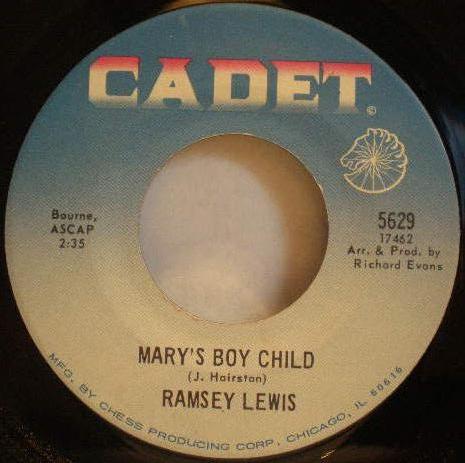 CADET
©
Bourne,
ASCAP
2:35
5629
17462
Arr. & Prod. by
Richard Evans
MARY'S BOY CHILD
(J. Hairston)
RAMSEY LEWIS
MFG. BY CHESS PRODUCING CORP., CHICAGO, IL 60616